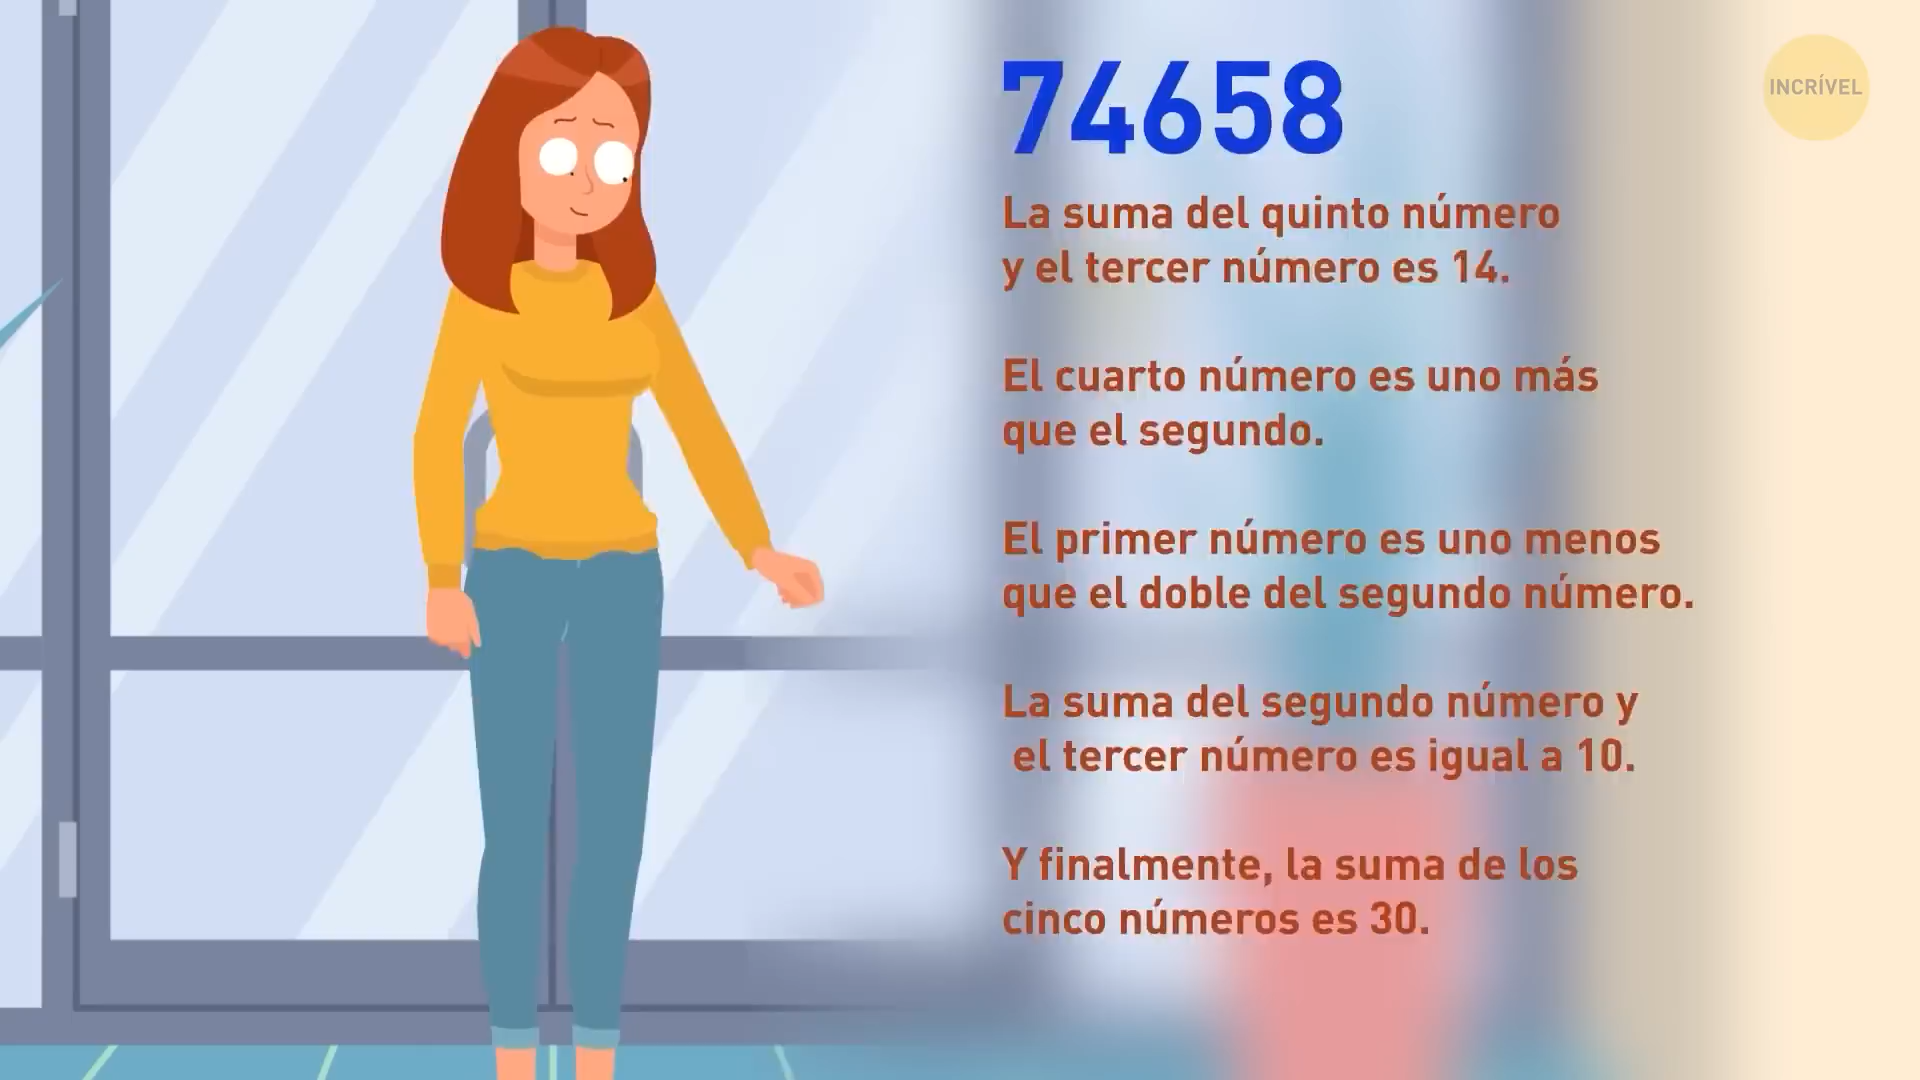 74658
INCRÍVEL
La suma del quinto número
y el tercer número es 14.
El cuarto número es uno más
que el segundo.
El primer número es uno menos
que el doble del segundo número.
La suma del segundo número y
el tercer número es igual a 10.
Y finalmente, la suma de los
cinco números es 30.